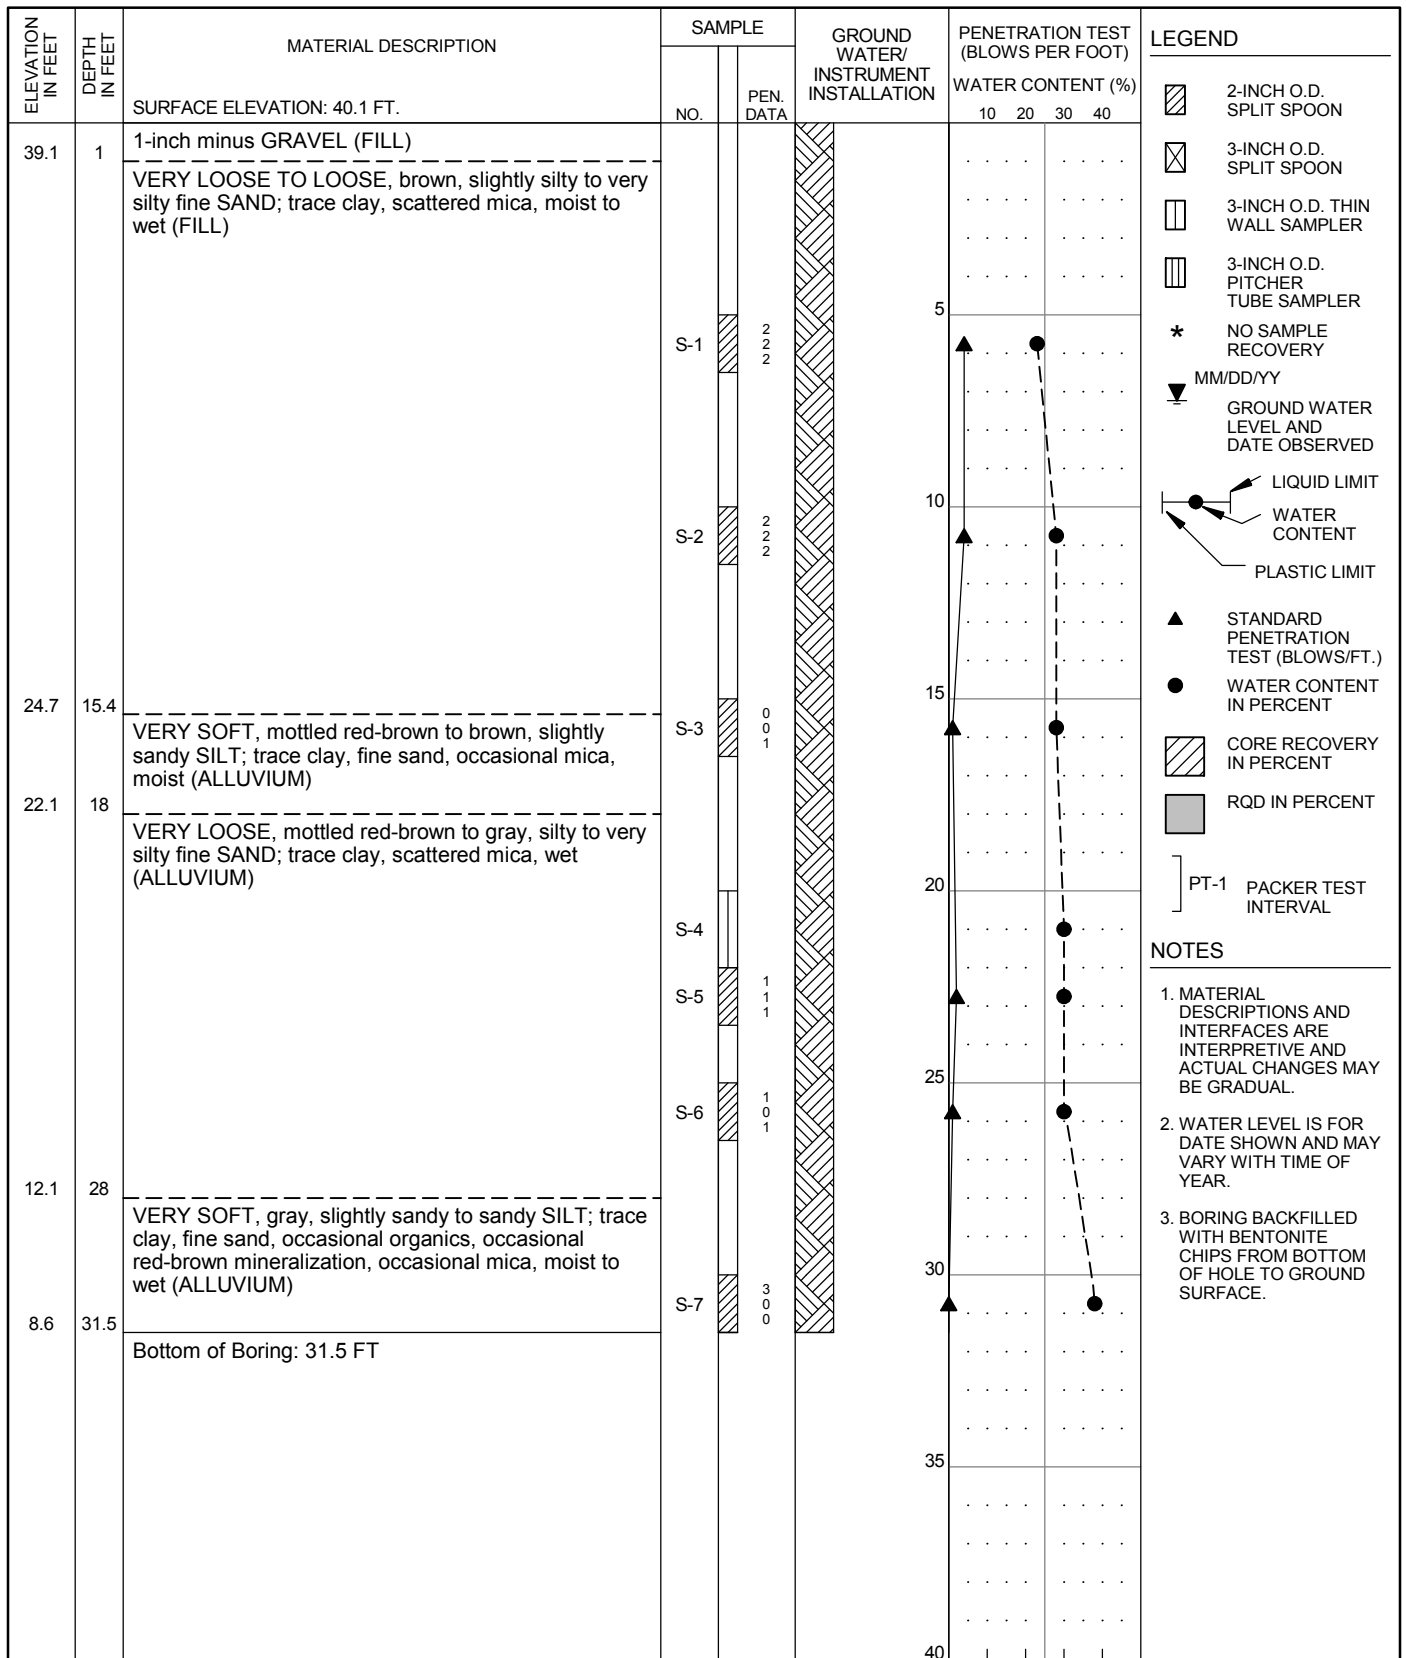 ELEVATION
IN FEET
DEPTH
IN FEET
MATERIAL DESCRIPTION
SURFACE ELEVATION: 40.1 FT.
SAMPLE
NO.
PEN.
DATA
GROUND
WATER/
INSTRUMENT
INSTALLATION
PENETRATION TEST
(BLOWS PER FOOT)
WATER CONTENT (%)
10 20 30 40
39.1 1
1-inch minus GRAVEL (FILL)
VERY LOOSE TO LOOSE, brown, slightly silty to very
silty fine SAND; trace clay, scattered mica, moist to
wet (FILL)
5
S-1
2
2
2
10
S-2
2
2
2
15
24.7 15.4
S-3
0
0
1
VERY SOFT, mottled red-brown to brown, slightly
sandy SILT; trace clay, fine sand, occasional mica,
moist (ALLUVIUM)
22.1 18
VERY LOOSE, mottled red-brown to gray, silty to very
silty fine SAND; trace clay, scattered mica, wet
(ALLUVIUM)
20
S-4
S-5
1
1
1
25
S-6
1
0
1
12.1 28
VERY SOFT, gray, slightly sandy to sandy SILT; trace
clay, fine sand, occasional organics, occasional
red-brown mineralization, occasional mica, moist to
wet (ALLUVIUM)
30
S-7
3
0
0
8.6 31.5
Bottom of Boring: 31.5 FT
35
40
LEGEND
2-INCH O.D.
SPLIT SPOON
3-INCH O.D.
SPLIT SPOON
3-INCH O.D. THIN
WALL SAMPLER
3-INCH O.D.
PITCHER
TUBE SAMPLER
* NO SAMPLE
RECOVERY
MM/DD/YY
GROUND WATER
LEVEL AND
DATE OBSERVED
LIQUID LIMIT
WATER
CONTENT
PLASTIC LIMIT
STANDARD
PENETRATION
TEST (BLOWS/FT.)
WATER CONTENT
IN PERCENT
CORE RECOVERY
IN PERCENT
RQD IN PERCENT
PT-1 PACKER TEST
INTERVAL
NOTES
1. MATERIAL
DESCRIPTIONS AND
INTERFACES ARE
INTERPRETIVE AND
ACTUAL CHANGES MAY
BE GRADUAL.
2. WATER LEVEL IS FOR
DATE SHOWN AND MAY
VARY WITH TIME OF
YEAR.
3. BORING BACKFILLED
WITH BENTONITE
CHIPS FROM BOTTOM
OF HOLE TO GROUND
SURFACE.